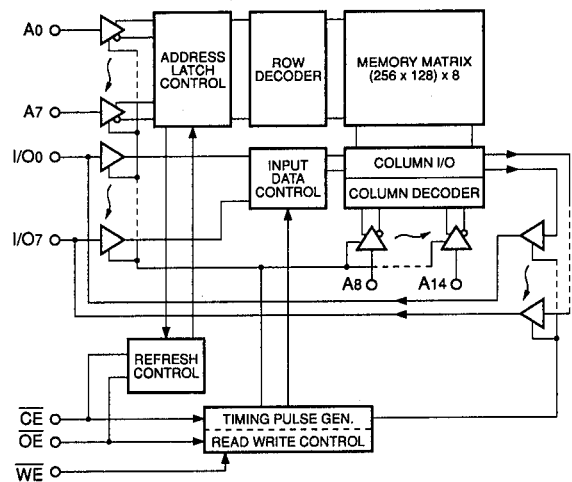 A0
A7
I/O0
I/O7
ADDRESS
LATCH
CONTROL
ROW
DECODER
MEMORY MATRIX
(256 x 128) x 8
INPUT
DATA
CONTROL
COLUMN I/O
COLUMN DECODER
A8
A14
REFRESH
CONTROL
CE
OE
WE
TIMING PULSE GEN.
READ WRITE CONTROL